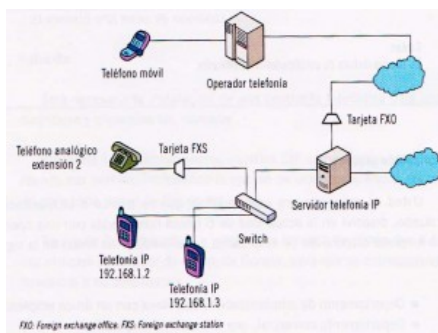 Teléfono móvil
Operador telefonía
Tarjeta FXO
Teléfono analógico
extensión 2
Tarjeta FXS
Servidor telefonía IP
Switch
Telefonía IP
192.168.1.2
Telefonía IP
192.168.1.3
FXO: Foreign exchange office. FXS: Foreign exchange station